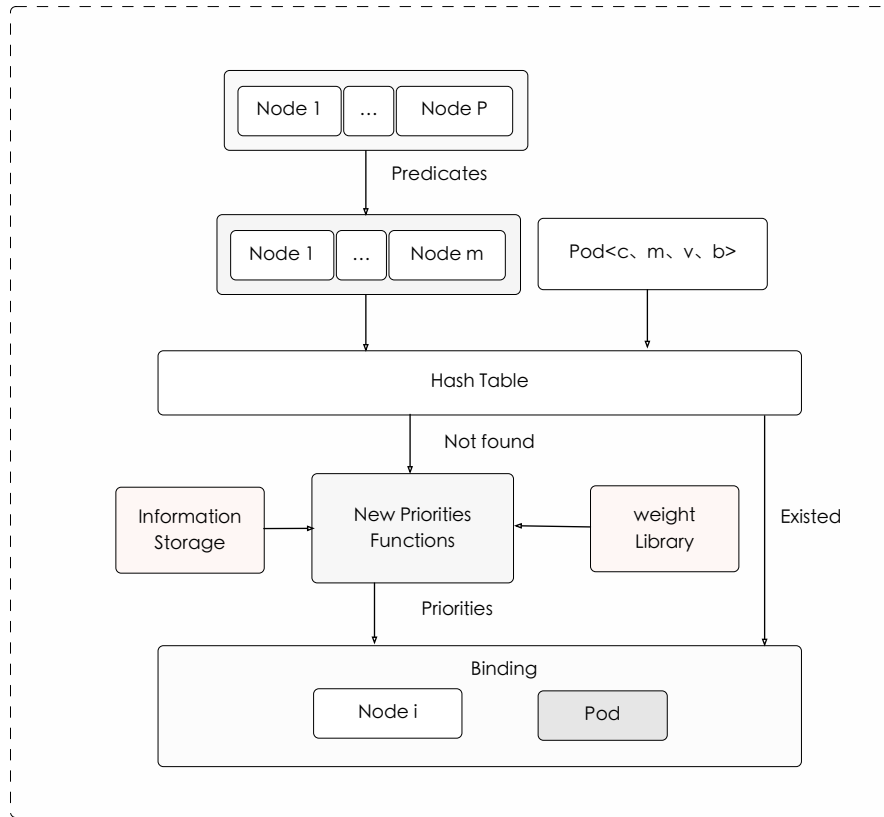 Node 1 … Node P
Predicates
Node 1 … Node m
Pod<c、m、v、b>
Hash Table
Not found
Information
Storage
New Priorities
Functions
weight
Library
Existed
Priorities
Binding
Node i
Pod